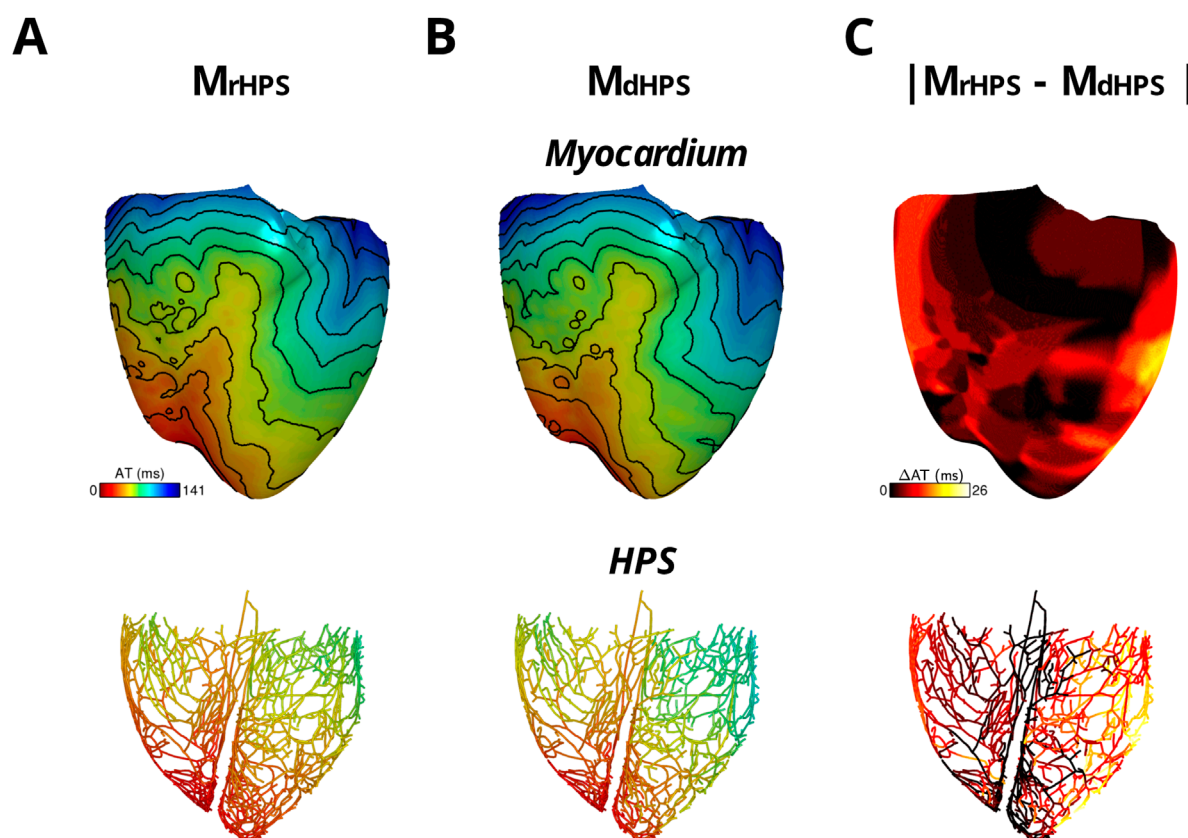 A
B
C
MrHPS
MdHPS
| MrHPS - MdHPS |
Myocardium
AT (ms)
0
141
ΔAT (ms)
0
26
HPS